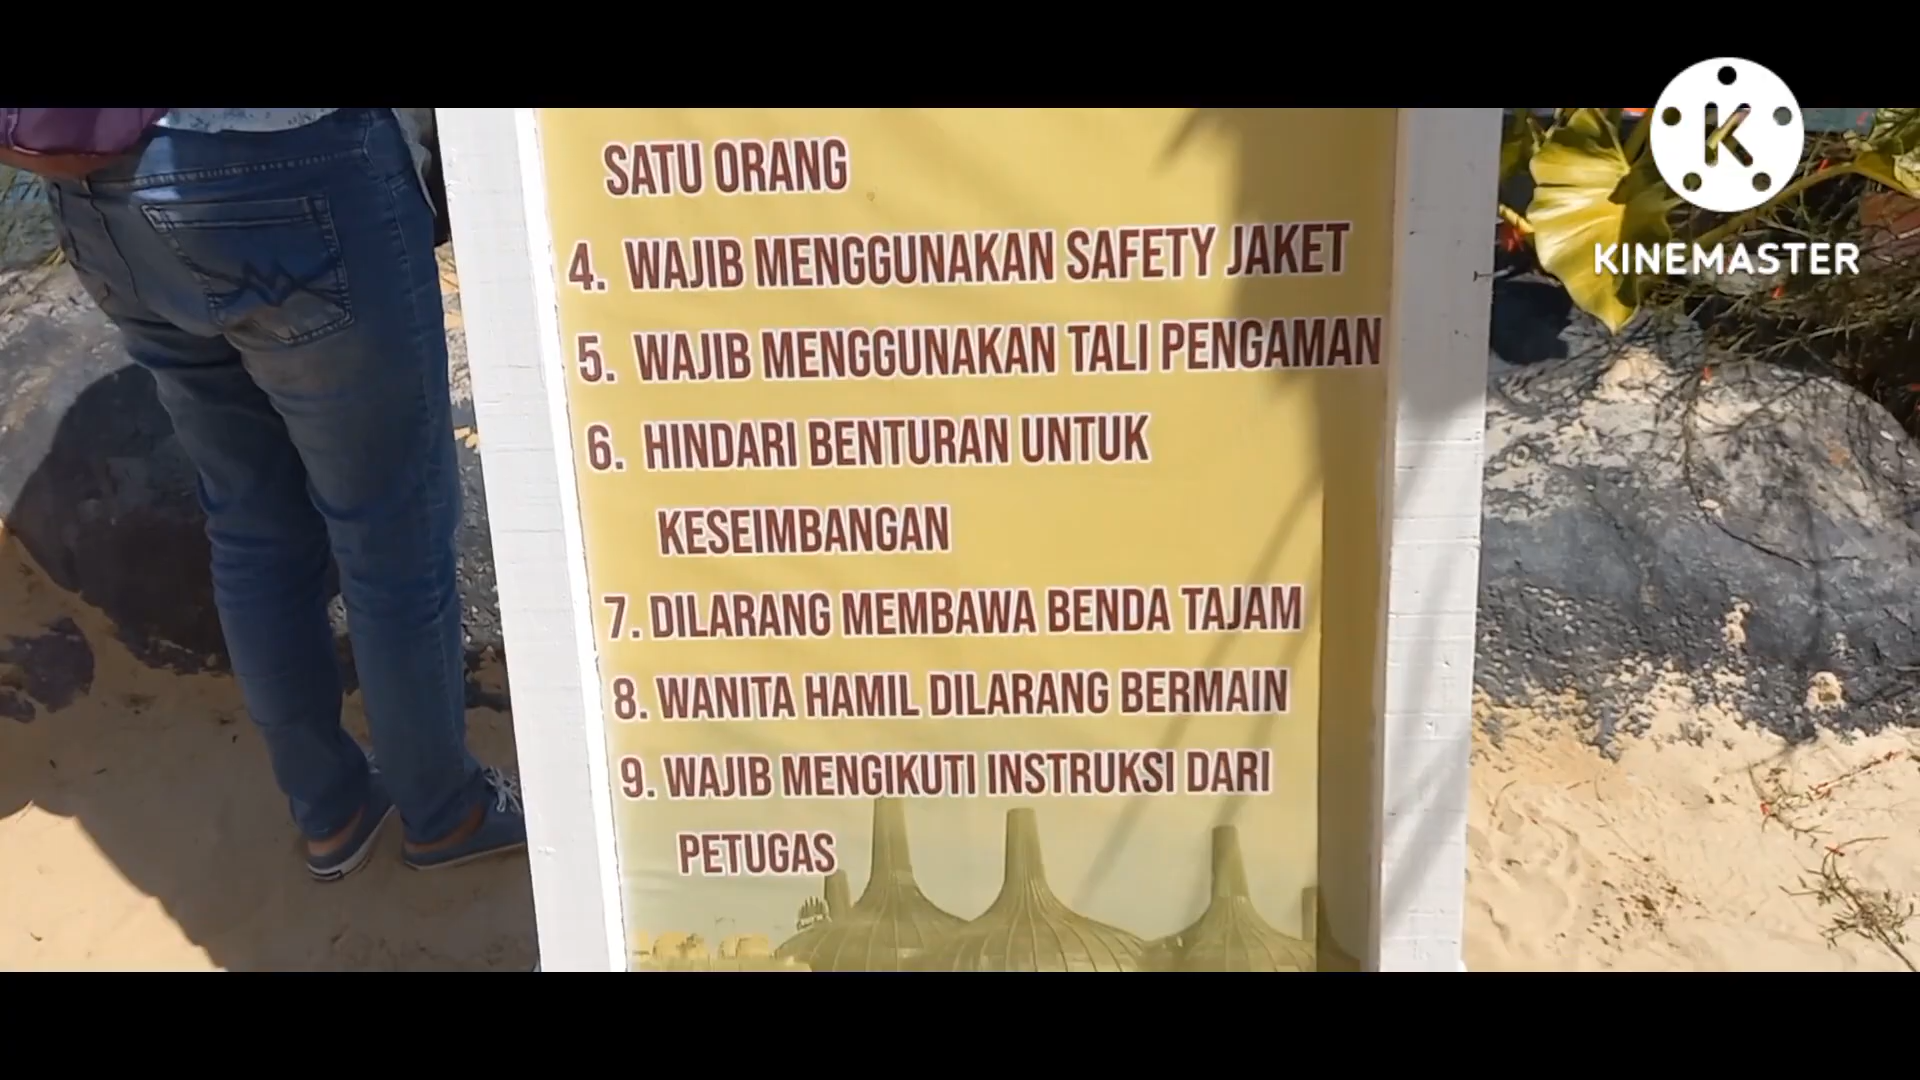 SATU ORANG
4. WAJIB MENGGUNAKAN SAFETY JAKET
5. WAJIB MENGGUNAKAN TALI PENGAMAN
6. HINDARI BENTURAN UNTUK
KESEIMBANGAN
7. DILARANG MEMBAWA BENDA TAJAM
8. WANITA HAMIL DILARANG BERMAIN
9. WAJIB MENGIKUTI INSTRUKSI DARI
PETUGAS
K
KINEMASTER